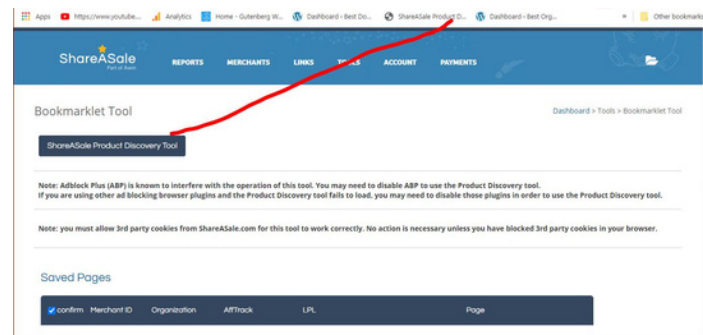 Apps https://www.youtube... Analytics Home - Gutenberg W... Dashboard - Best Do... ShareASale Product D... Dashboard - Best Org... » Other bookmarks
ShareASale
Part of Awin
REPORTS MERCHANTS LINKS TOOLS ACCOUNT PAYMENTS
Bookmarklet Tool
Dashboard > Tools > Bookmarklet Tool
ShareASale Product Discovery Tool
Note: Adblock Plus (ABP) is known to interfere with the operation of this tool. You may need to disable ABP to use the Product Discovery tool.
If you are using other ad blocking browser plugins and the Product Discovery tool fails to load, you may need to disable those plugins in order to use the Product Discovery tool.
Note: you must allow 3rd party cookies from ShareASale.com for this tool to work correctly. No action is necessary unless you have blocked 3rd party cookies in your browser.
Saved Pages
confirm Merchant ID Organization AffTrack LPL Page